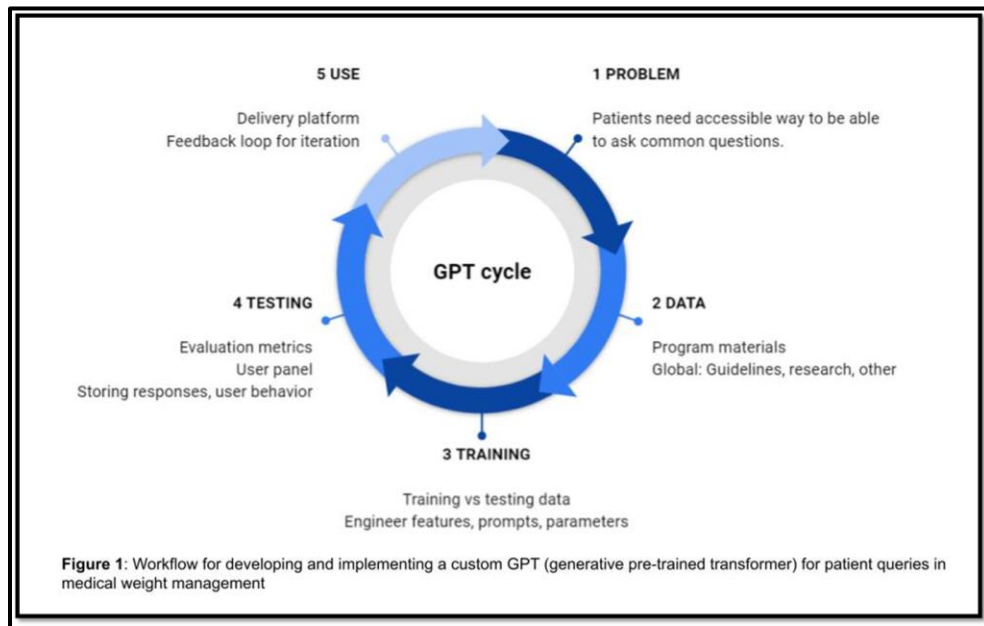 1 PROBLEM
Patients need accessible way to be able
to ask common questions.
2 DATA
Program materials
Global: Guidelines, research, other
3 TRAINING
Training vs testing data
Engineer features, prompts, parameters
4 TESTING
Evaluation metrics
User panel
Storing responses, user behavior
5 USE
Delivery platform
Feedback loop for iteration
GPT cycle
Figure 1: Workflow for developing and implementing a custom GPT (generative pre-trained transformer) for patient queries in
medical weight management